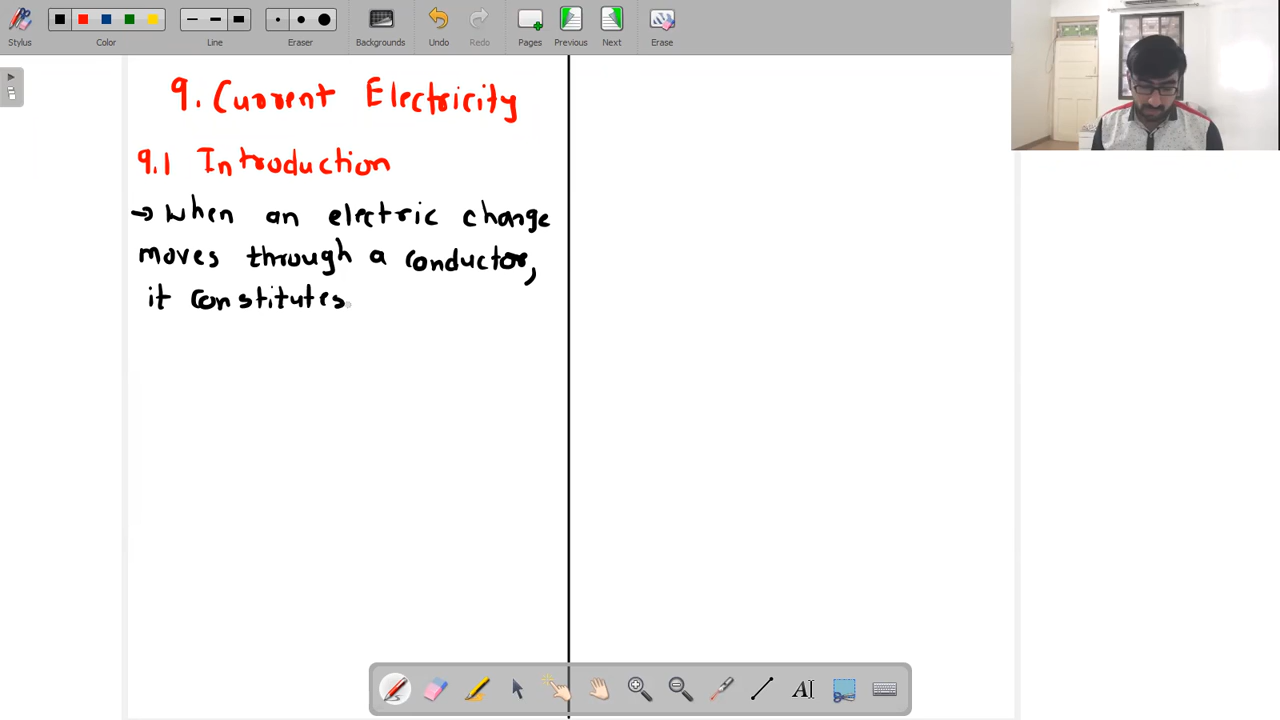 Stylus
Color
Line
Eraser
Backgrounds
Undo
Redo
Pages
Previous
Next
Erase
9. Current Electricity
9.1 Introduction
→ When an electric change
moves through a conductor,
it constitutes